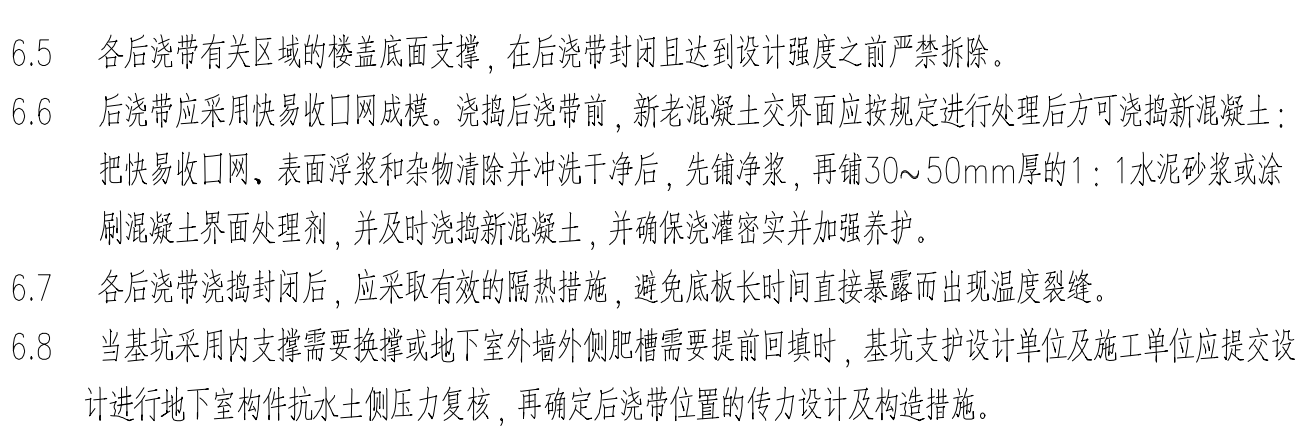 6.5 各后浇带有关区域的楼盖底面支撑，在后浇带封闭且达到设计强度之前严禁拆除。
6.6 后浇带应采用快易收口网成模。浇捣后浇带前，新老混凝土交界面应按规定进行处理后方可浇捣新混凝土：
把快易收口网、表面浮浆和杂物清除并冲洗干净后，先铺净浆，再铺30~50mm厚的1：1水泥砂浆或涂
刷混凝土界面处理剂，并及时浇捣新混凝土，并确保浇灌密实并加强养护。
6.7 各后浇带浇捣封闭后，应采取有效的隔热措施，避免底板长时间直接暴露而出现温度裂缝。
6.8 当基坑采用内支撑需要换撑或地下室外墙外侧肥槽需要提前回填时，基坑支护设计单位及施工单位应提交设
计进行地下室构件抗水土侧压力复核，再确定后浇带位置的传力设计及构造措施。